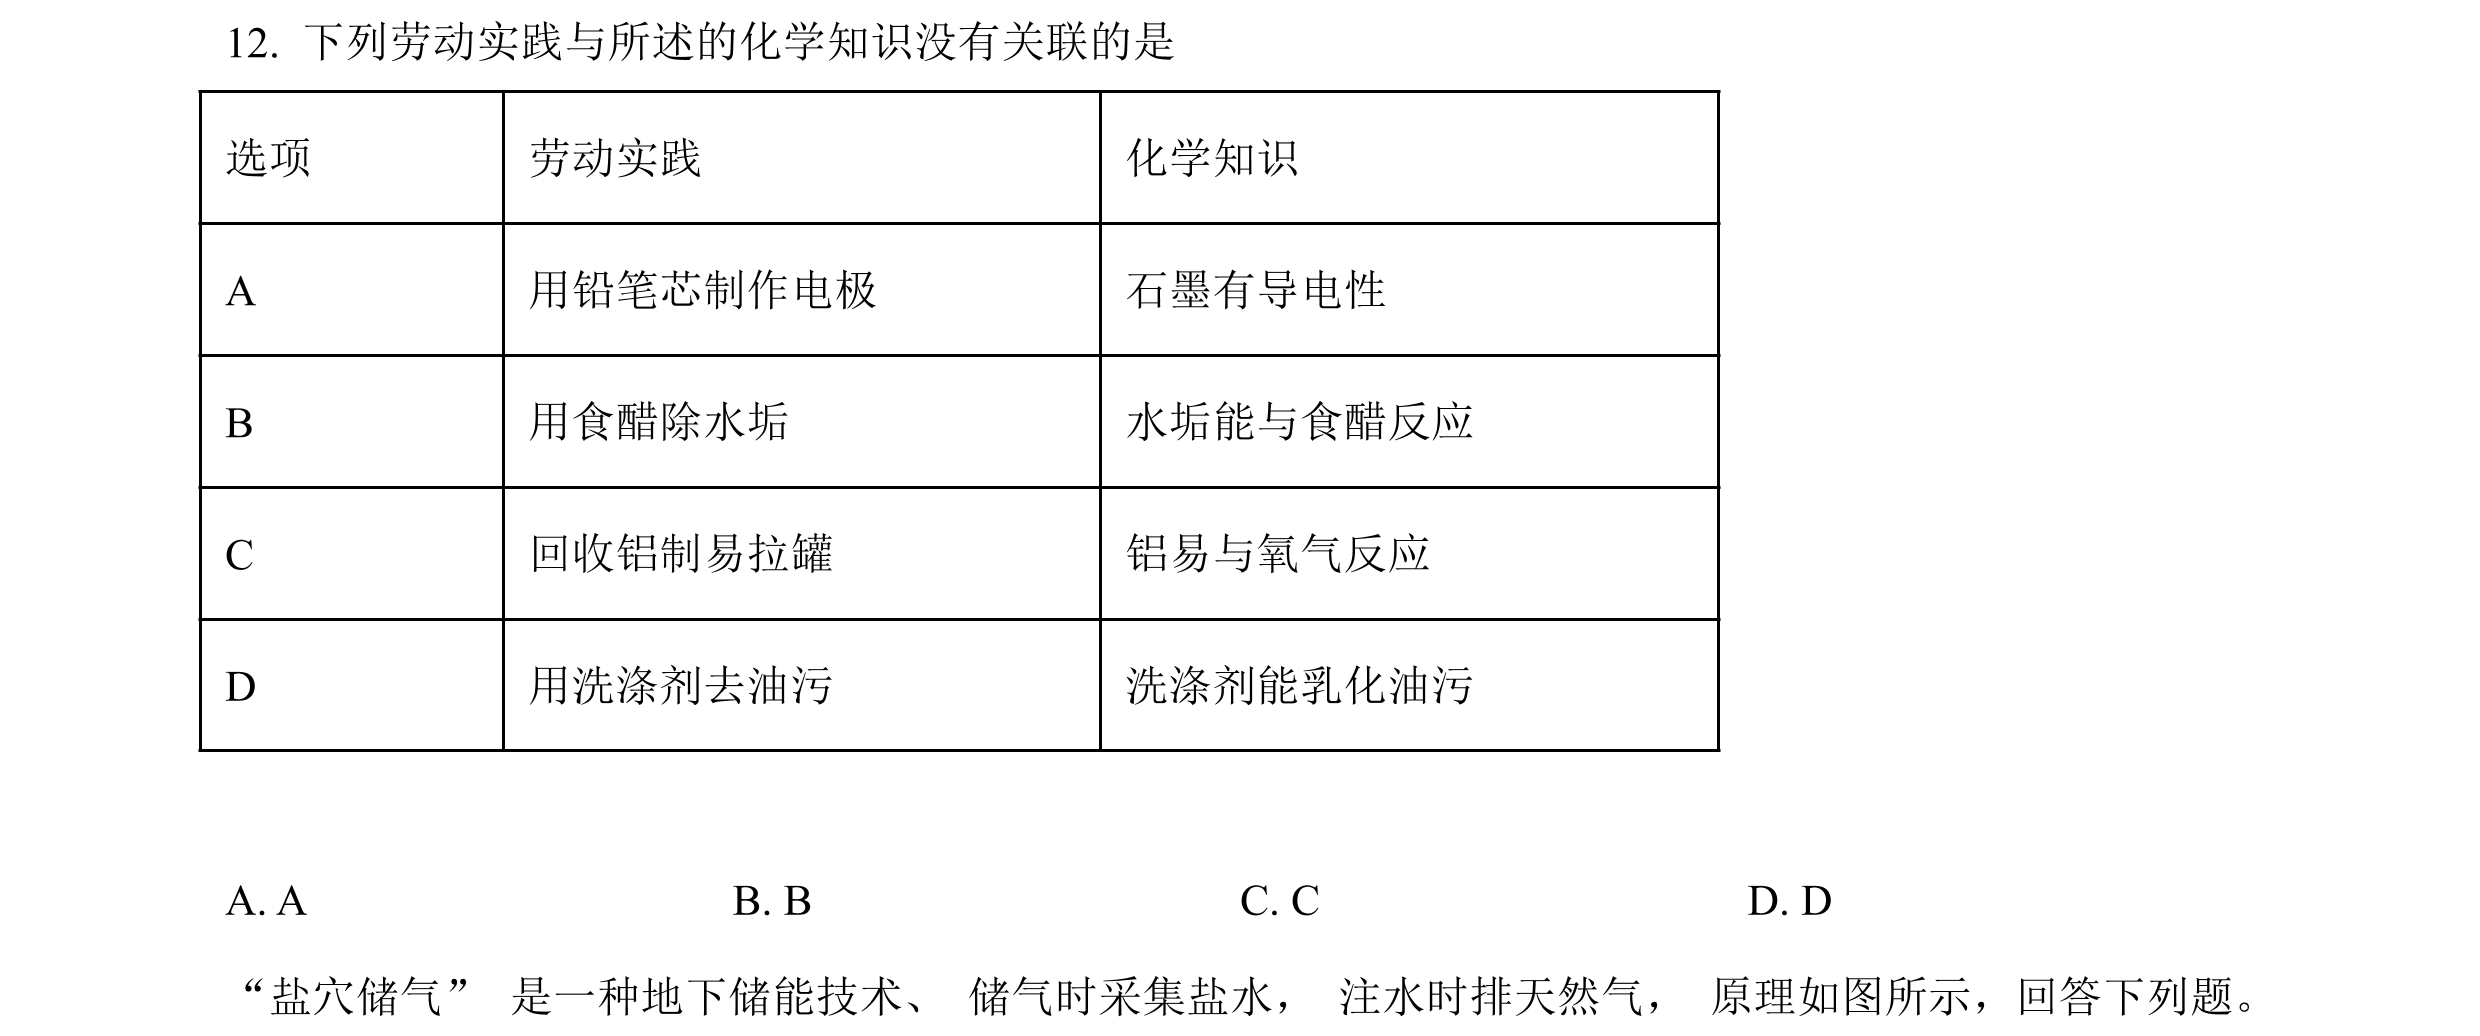 12. 下列劳动实践与所述的化学知识没有关联的是
选项 劳动实践 化学知识
A 用铅笔芯制作电极 石墨有导电性
B 用食醋除水垢 水垢能与食醋反应
C 回收铝制易拉罐 铝易与氧气反应
D 用洗涤剂去油污 洗涤剂能乳化油污
A. A B. B C. C D. D
“盐穴储气” 是一种地下储能技术、 储气时采集盐水， 注水时排天然气， 原理如图所示，回答下列题。